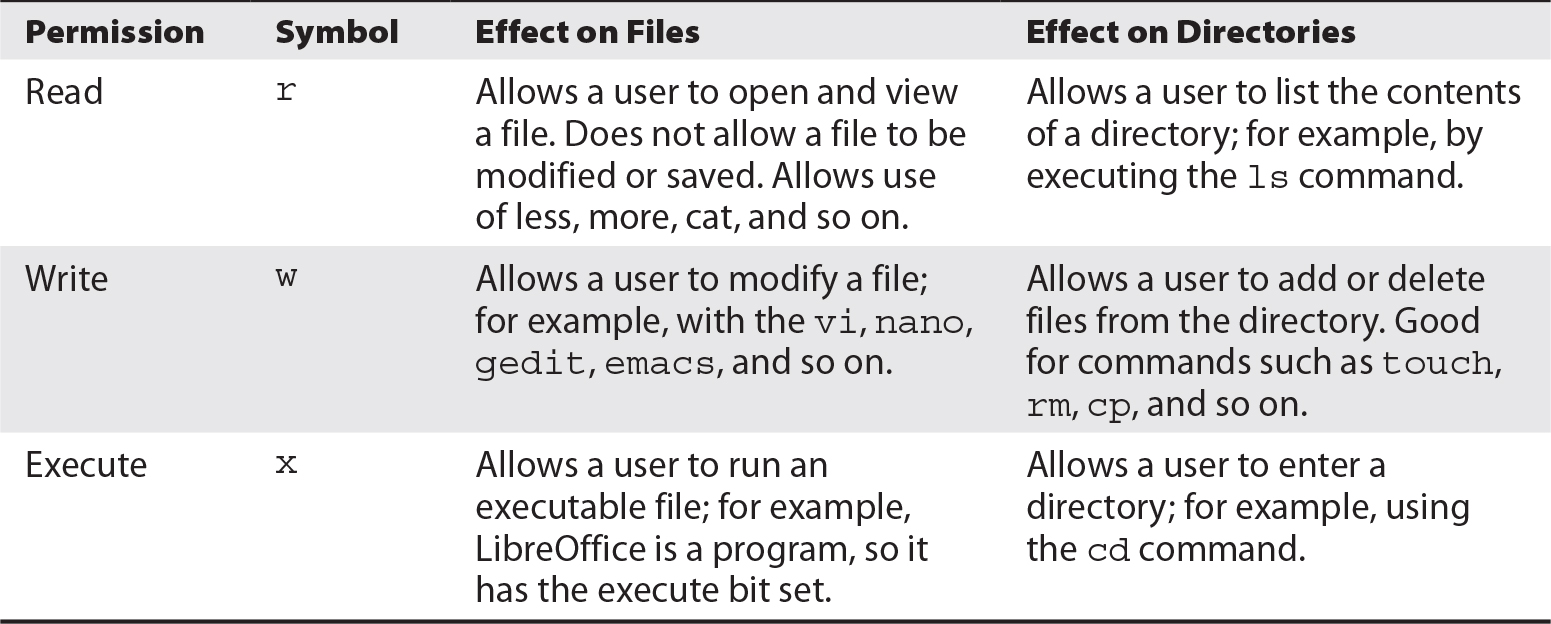 Permission Symbol Effect on Files Effect on Directories
Read r Allows a user to open and view Allows a user to list the contents
a file. Does not allow a file to be of a directory; for example, by
modified or saved. Allows use executing the ls command.
of less, more, cat, and so on.
Write w Allows a user to modify a file; Allows a user to add or delete
for example, with the vi, nano, files from the directory. Good
gedit, emacs, and so on. for commands such as touch,
rm, cp, and so on.
Execute x Allows a user to run an Allows a user to enter a
executable file; for example, directory; for example, using
LibreOffice is a program, so it the cd command.
has the execute bit set.